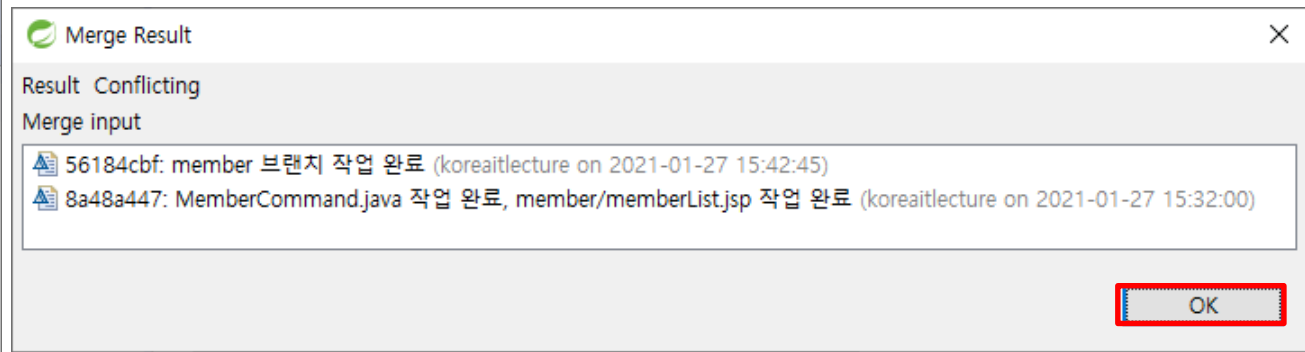 Merge Result
Result Conflicting
Merge input
56184cbf: member 브랜치 작업 완료 (koreaitlecture on 2021-01-27 15:42:45)
8a48a447: MemberCommand.java 작업 완료, member/memberList.jsp 작업 완료 (koreaitlecture on 2021-01-27 15:32:00)
OK